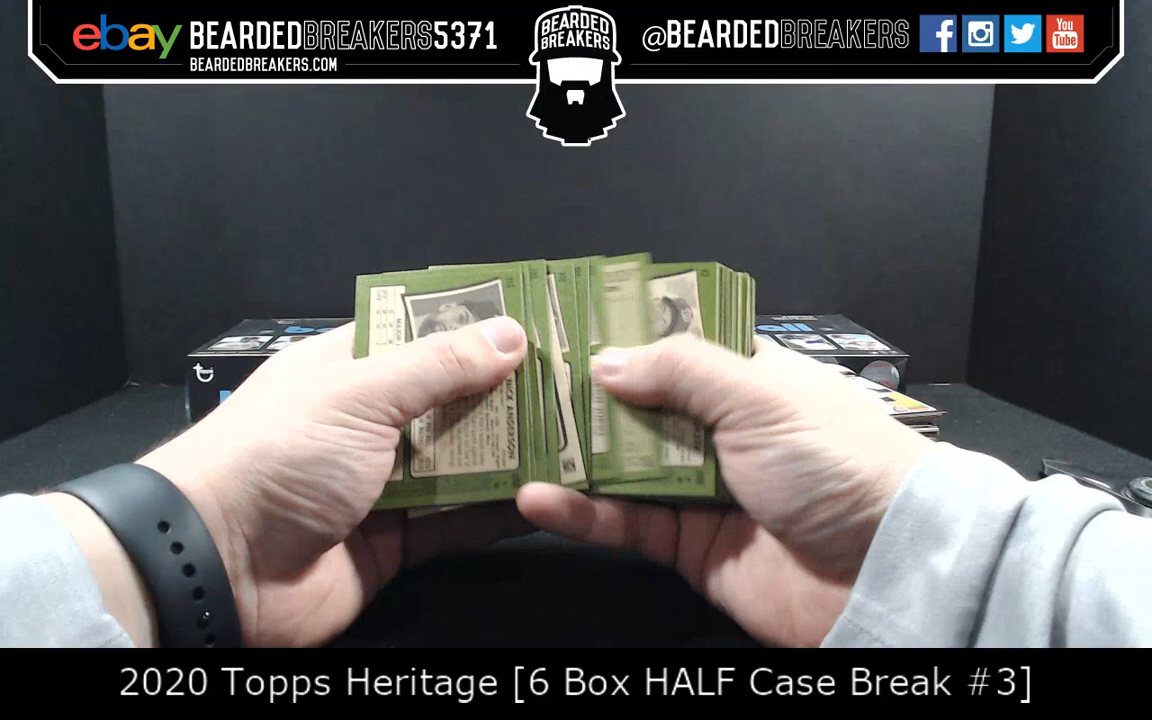 ebay BEARDEDBREAKERS5371
BEARDEDBREAKERS.COM
BEARDED
BREAKERS
@BEARDEDBREAKERS
f
You
Tube
NICK ANDERSON
2020 Topps Heritage [6 Box HALF Case Break #3]